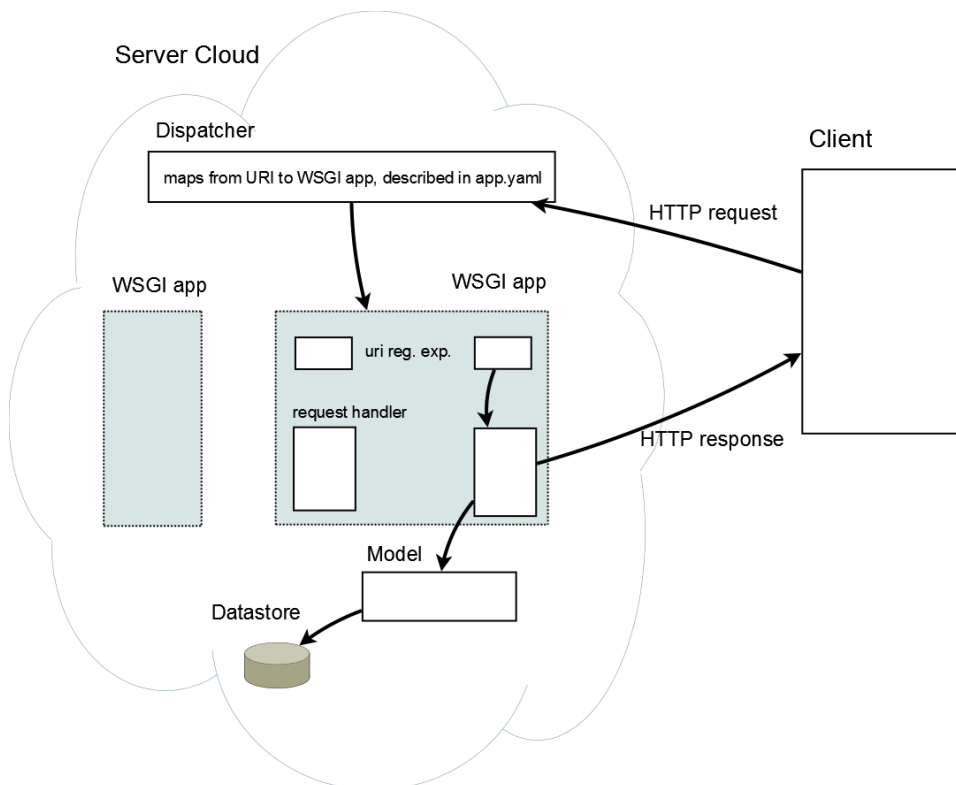 Server Cloud
Dispatcher
maps from URI to WSGI app, described in app.yaml
Client
HTTP request
WSGI app
WSGI app
uri reg. exp.
request handler
HTTP response
Model
Datastore